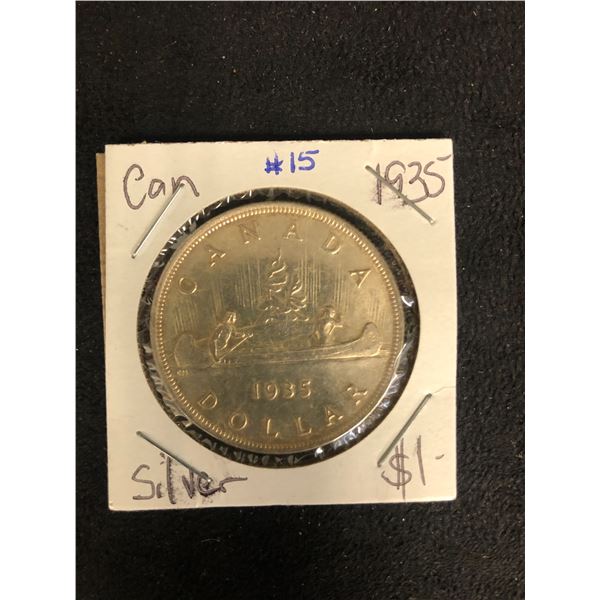 #15
Can 1935
CANADA
1935
DOLLAR
Silver $1-